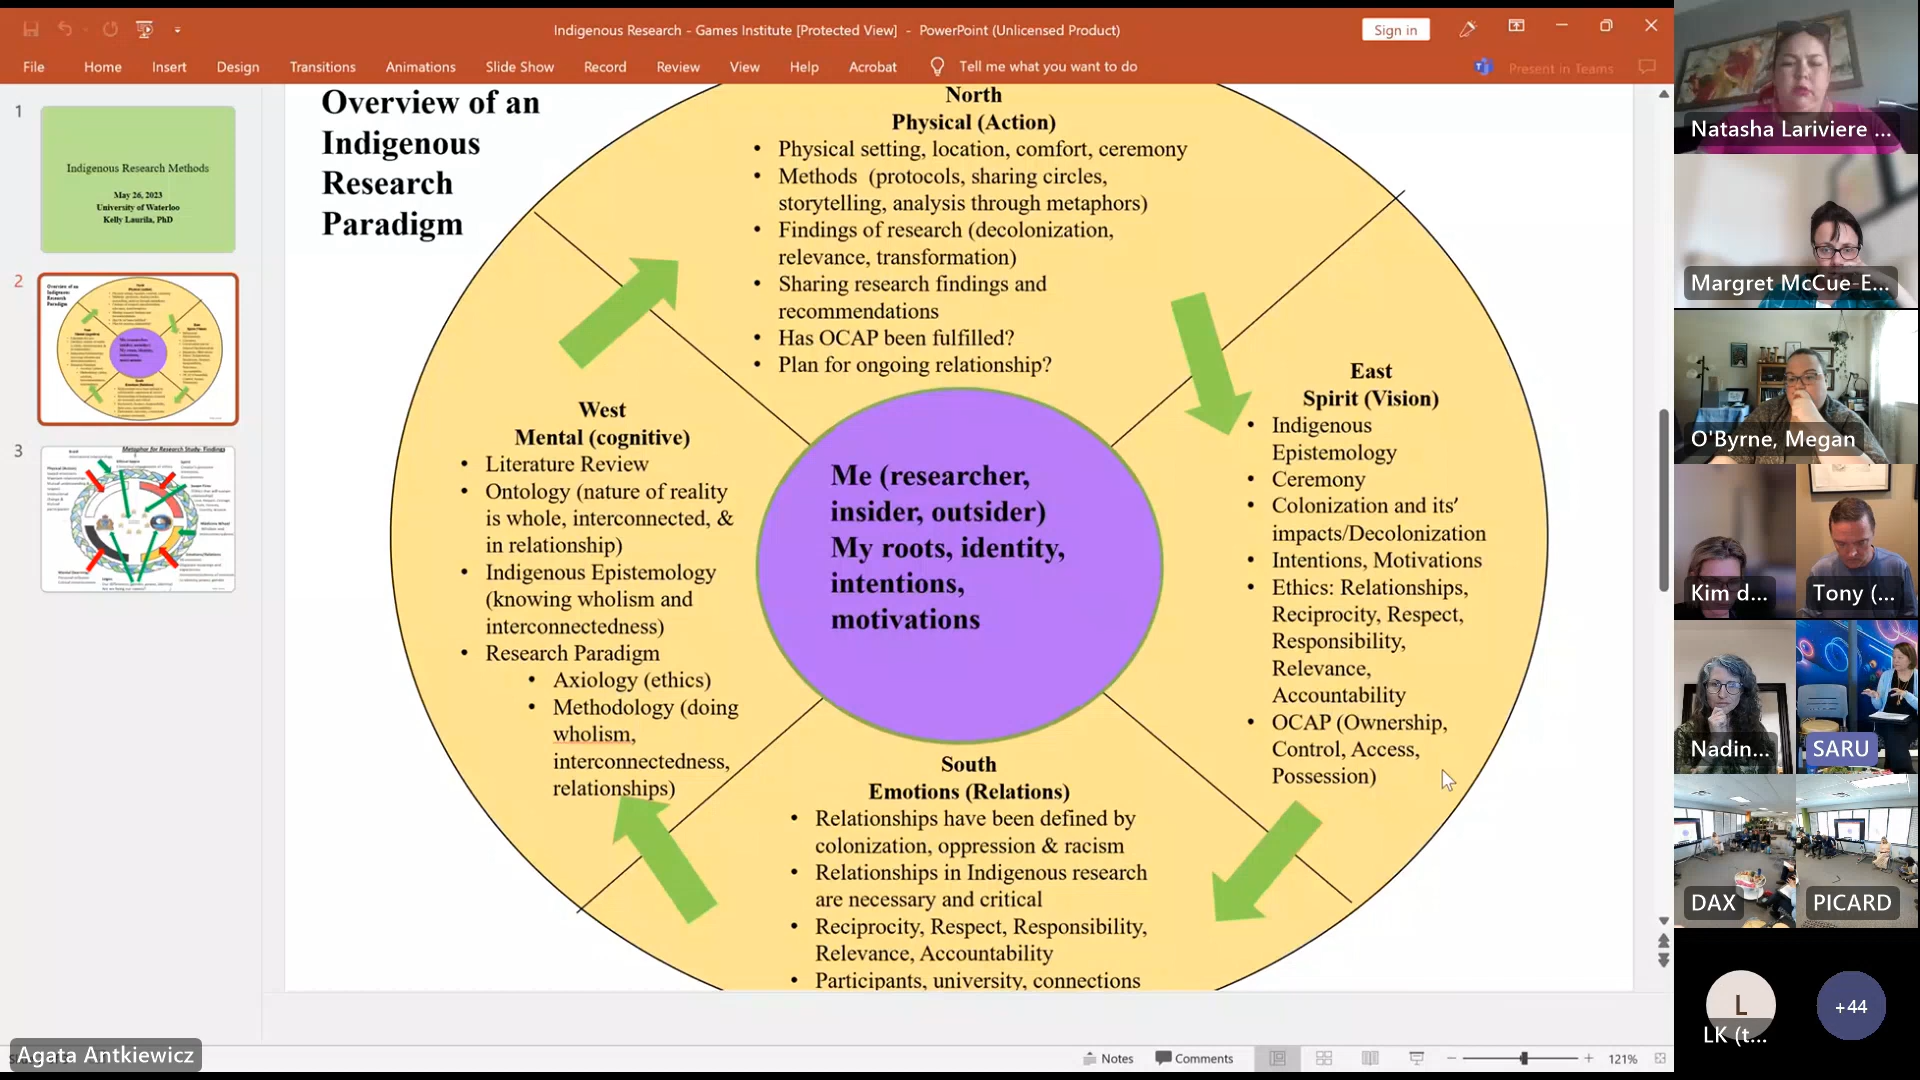 Indigenous Research - Games Institute [Protected View] - PowerPoint (Unlicensed Product)
Sign in
File
Home
Insert
Design
Transitions
Animations
Slide Show
Record
Review
View
Help
Acrobat
Tell me what you want to do
Present in Teams
1
Indigenous Research Methods
May 26, 2023
University of Waterloo
Kelly Laurila, PhD
2
3
Metaphor for Research Study- Findings
Overview of an
Indigenous
Research
Paradigm
North
Physical (Action)
• Physical setting, location, comfort, ceremony
• Methods (protocols, sharing circles,
storytelling, analysis through metaphors)
• Findings of research (decolonization,
relevance, transformation)
• Sharing research findings and
recommendations
• Has OCAP been fulfilled?
• Plan for ongoing relationship?
East
Spirit (Vision)
• Indigenous
Epistemology
• Ceremony
• Colonization and its’
impacts/Decolonization
• Intentions, Motivations
• Ethics: Relationships,
Reciprocity, Respect,
Responsibility,
Relevance,
Accountability
• OCAP (Ownership,
Control, Access,
Possession)
West
Mental (cognitive)
• Literature Review
• Ontology (nature of reality
is whole, interconnected, &
in relationship)
• Indigenous Epistemology
(knowing wholism and
interconnectedness)
• Research Paradigm
• Axiology (ethics)
• Methodology (doing
wholism,
interconnectedness,
relationships)
Me (researcher,
insider, outsider)
My roots, identity,
intentions,
motivations
South
Emotions (Relations)
• Relationships have been defined by
colonization, oppression & racism
• Relationships in Indigenous research
are necessary and critical
• Reciprocity, Respect, Responsibility,
Relevance, Accountability
• Participants, university, connections
Natasha Lariviere ...
Margret McCue-E...
O'Byrne, Megan
Kim d...
Tony (...
Nadin...
SARU
DAX
PICARD
L
LK (t...
+44
Agata Antkiewicz
Notes
Comments
121%